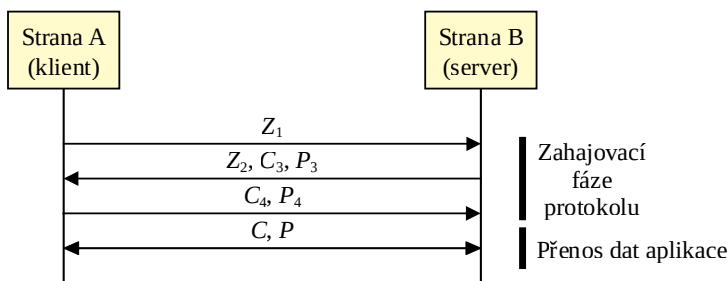 Strana A
(klient)
Strana B
(server)
Z₁
Z₂, C₃, P₃
C₄, P₄
C, P
Zahajovací
fáze
protokolu
Přenos dat aplikace